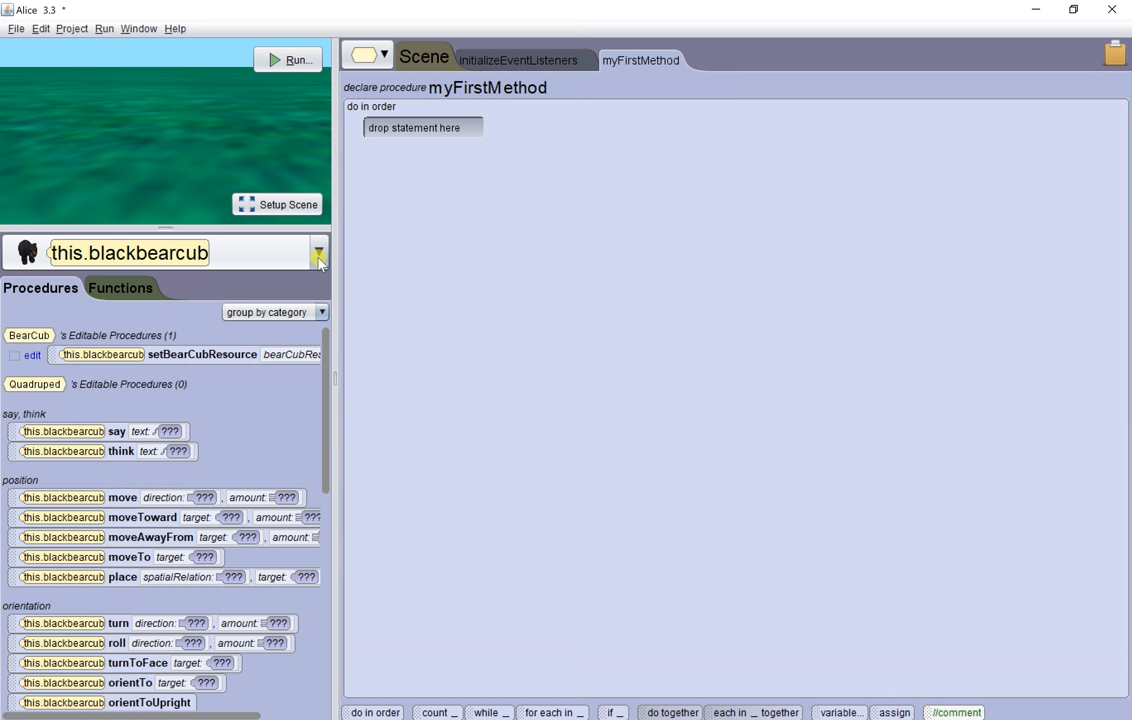 Alice 3.3 *
File Edit Project Run Window Help
Run...
Setup Scene
Scene initializeEventListeners myFirstMethod
declare procedure myFirstMethod
do in order
drop statement here
this.blackbearcub
Procedures Functions
group by category
BearCub 's Editable Procedures (1)
edit this.blackbearcub setBearCubResource
Quadruped 's Editable Procedures (0)
say, think
this.blackbearcub say text: ???
this.blackbearcub think text: ???
position
this.blackbearcub move direction: ??? , amount: ???
this.blackbearcub moveToward target: ??? , amount: ???
this.blackbearcub moveAwayFrom target: ??? , amount:
this.blackbearcub moveTo target: ???
this.blackbearcub place spatialRelation: ??? , target: ???
orientation
this.blackbearcub turn direction: ??? , amount: ???
this.blackbearcub roll direction: ??? , amount: ???
this.blackbearcub turnToFace target: ???
this.blackbearcub orientTo target: ???
this.blackbearcub orientToUpright
do in order count _ while _ for each in _ if _ do together each in _ together variable... assign //comment